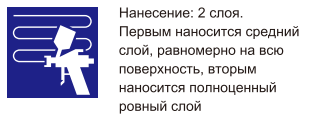 Нанесение: 2 слоя.
Первым наносится средний
слой, равномерно на всю
поверхность, вторым
наносится полноценный
ровный слой